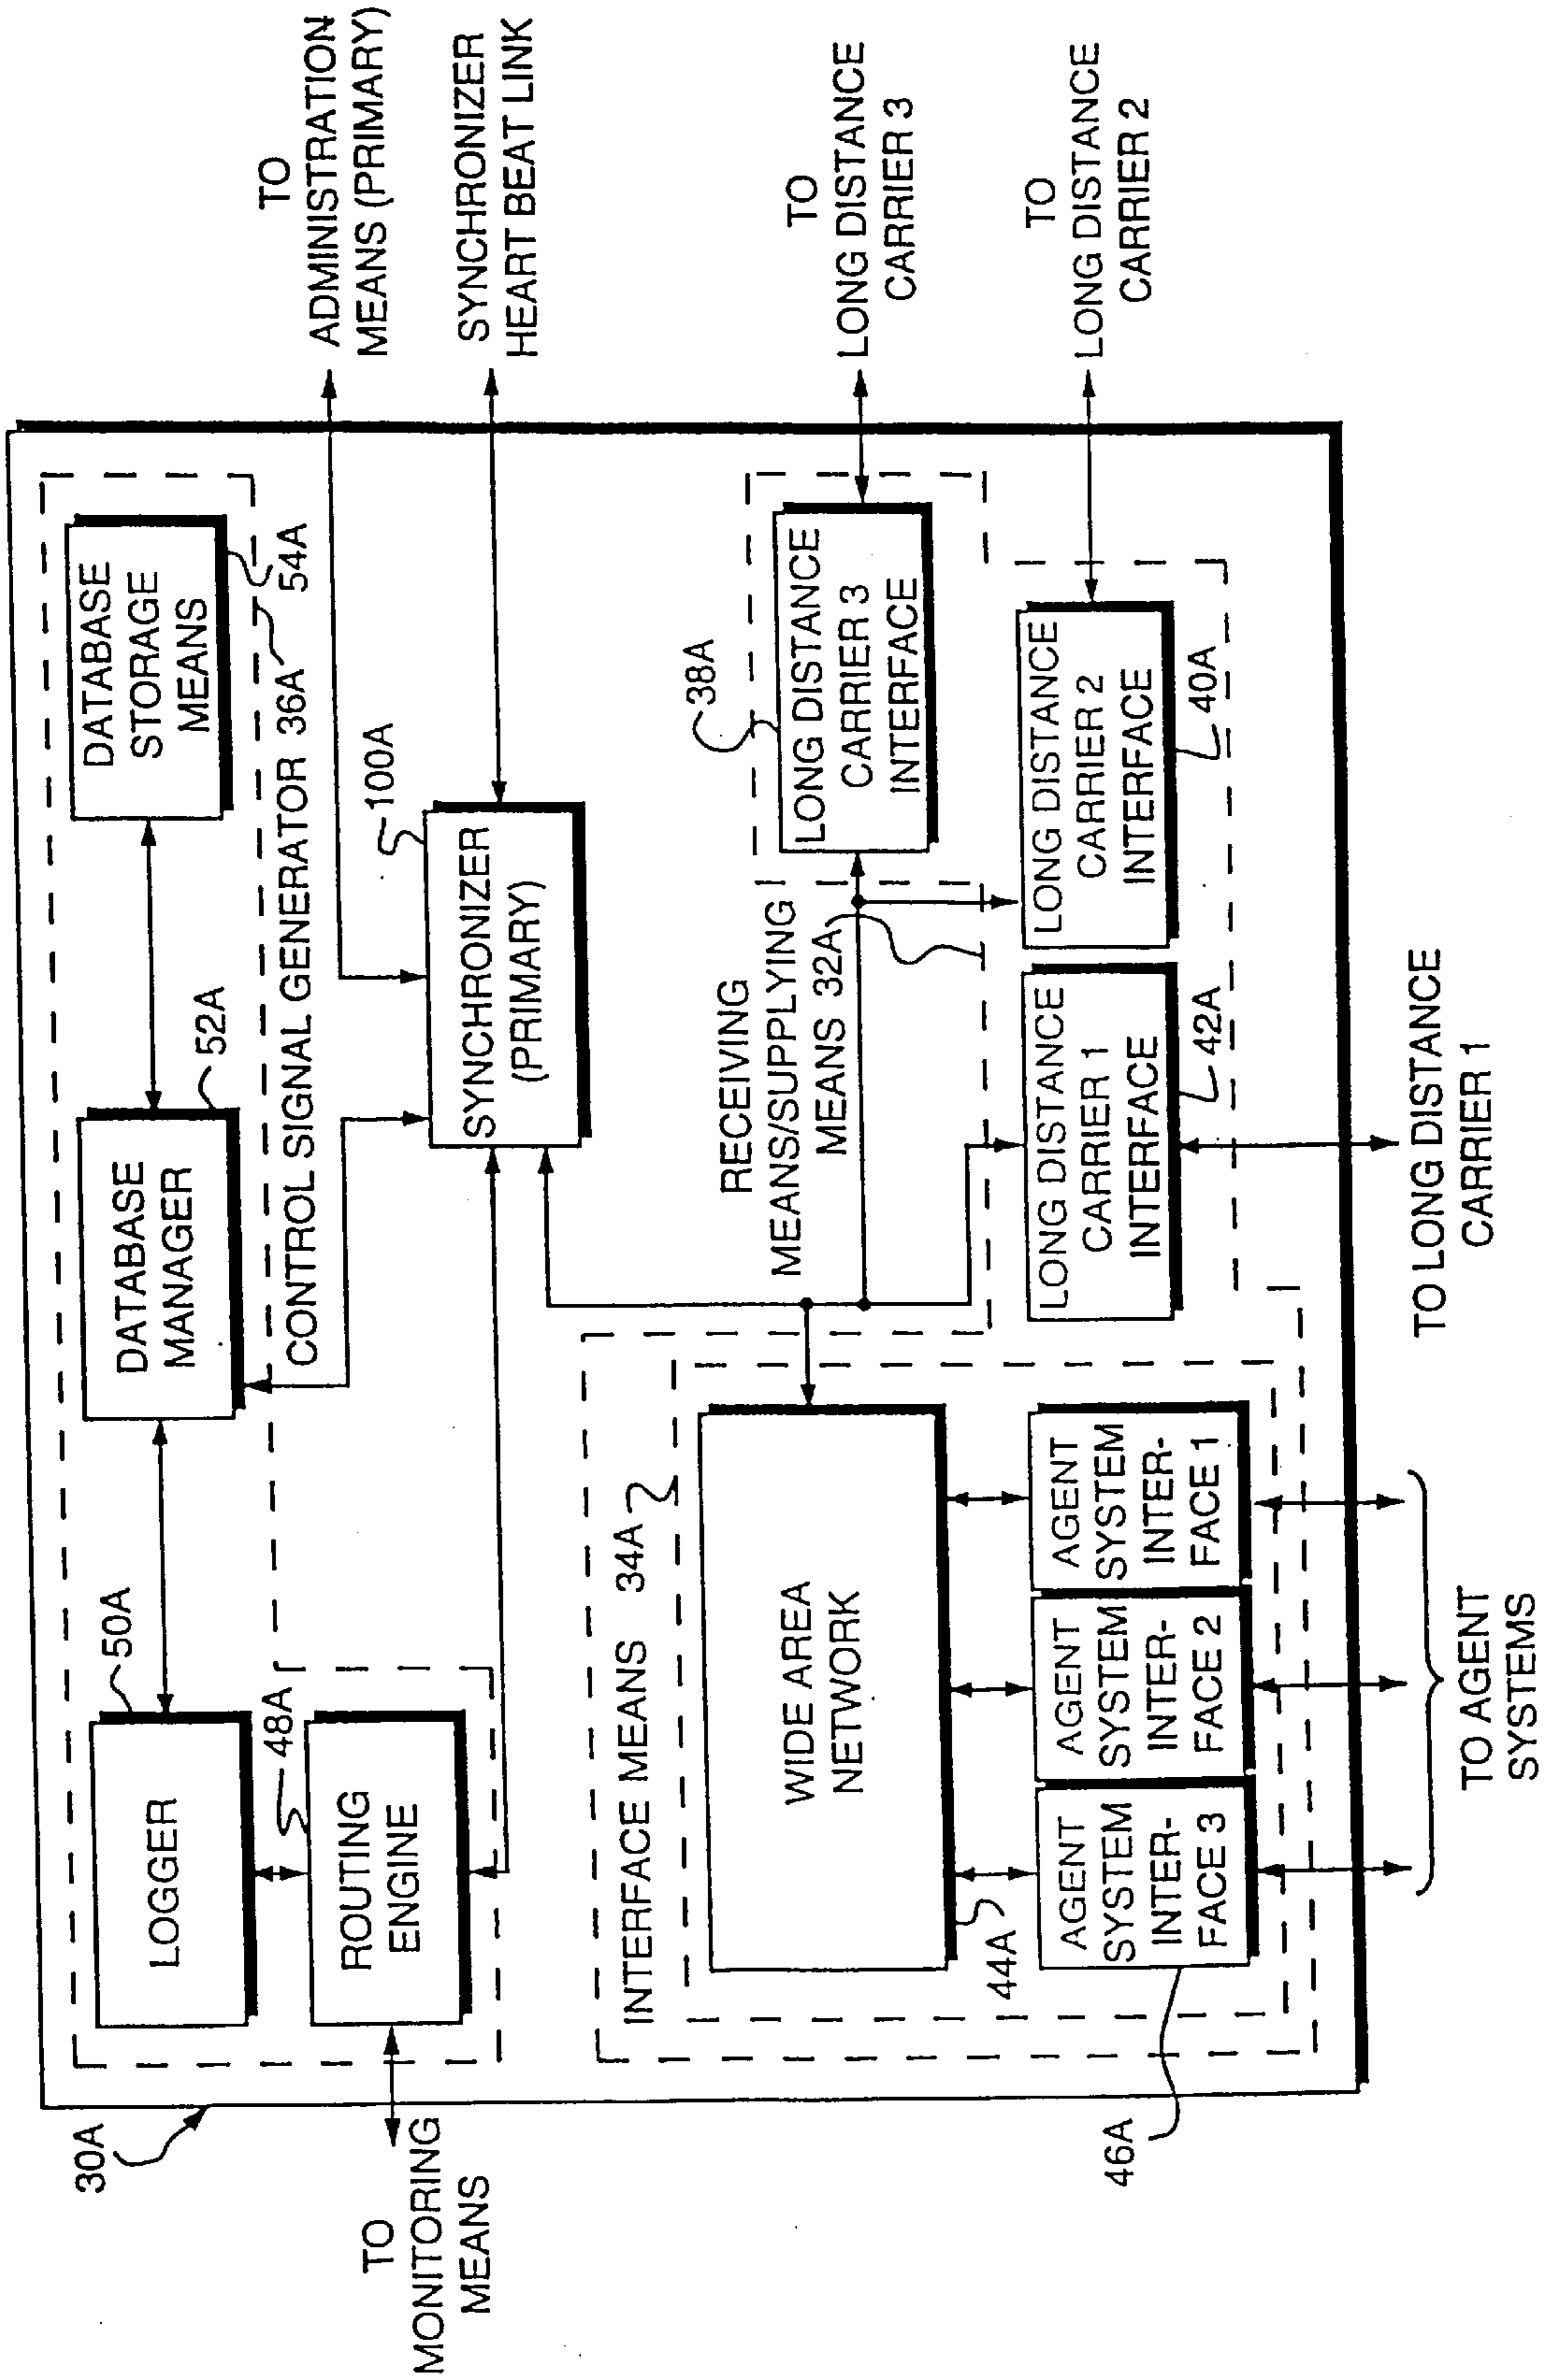 30A
LOGGER
50A
DATABASE
MANAGER
52A
DATABASE
STORAGE
MEANS
54A
CONTROL SIGNAL GENERATOR 36A
48A
ROUTING
ENGINE
TO
MONITORING
MEANS
SYNCHRONIZER
(PRIMARY)
100A
TO
ADMINISTRATION
MEANS (PRIMARY)
SYNCHRONIZER
HEART BEAT LINK
INTERFACE MEANS 34A
WIDE AREA
NETWORK
44A
AGENT
SYSTEM
INTER-
FACE 3
AGENT
SYSTEM
INTER-
FACE 2
AGENT
SYSTEM
INTER-
FACE 1
46A
TO AGENT
SYSTEMS
RECEIVING
MEANS/SUPPLYING
MEANS 32A
38A
LONG DISTANCE
CARRIER 3
INTERFACE
TO
LONG DISTANCE
CARRIER 3
LONG DISTANCE
CARRIER 1
INTERFACE
42A
LONG DISTANCE
CARRIER 2
INTERFACE
40A
TO
LONG DISTANCE
CARRIER 2
TO LONG DISTANCE
CARRIER 1